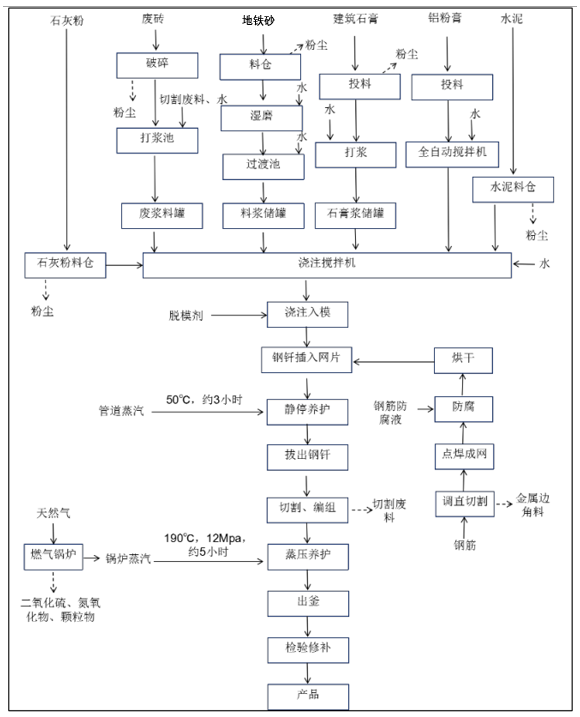 石灰粉
废砖
地铁砂
建筑石膏
铝粉膏
水泥
破碎
料仓
粉尘
投料
粉尘
投料
粉尘
切割废料、水
水
湿磨
水
水
打浆池
水
过渡池
打浆
全自动搅拌机
水泥料仓
废浆料罐
料浆储罐
石膏浆储罐
粉尘
石灰粉料仓
浇注搅拌机
水
粉尘
脱模剂
浇注入模
钢钎插入网片
烘干
管道蒸汽
50℃，约3小时
静停养护
钢筋防
腐液
防腐
拔出钢钎
点焊成网
天然气
切割、编组
切割废
料
调直切割
金属边
角料
燃气锅炉
锅炉蒸汽
190℃，12Mpa，
约5小时
蒸压养护
钢筋
二氧化硫、氮氧
化物、颗粒物
出釜
检验修补
产品